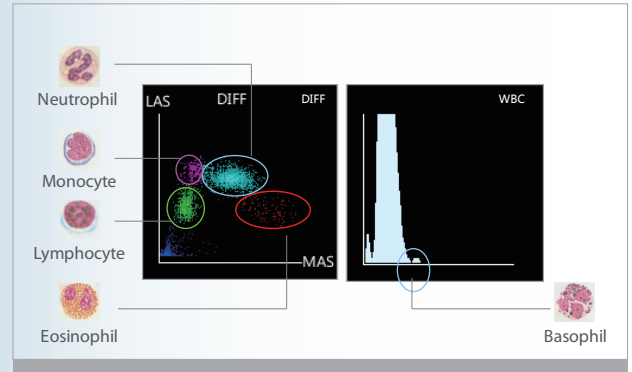 Neutrophil
Monocyte
Lymphocyte
Eosinophil
LAS
DIFF
DIFF
MAS
WBC
Basophil